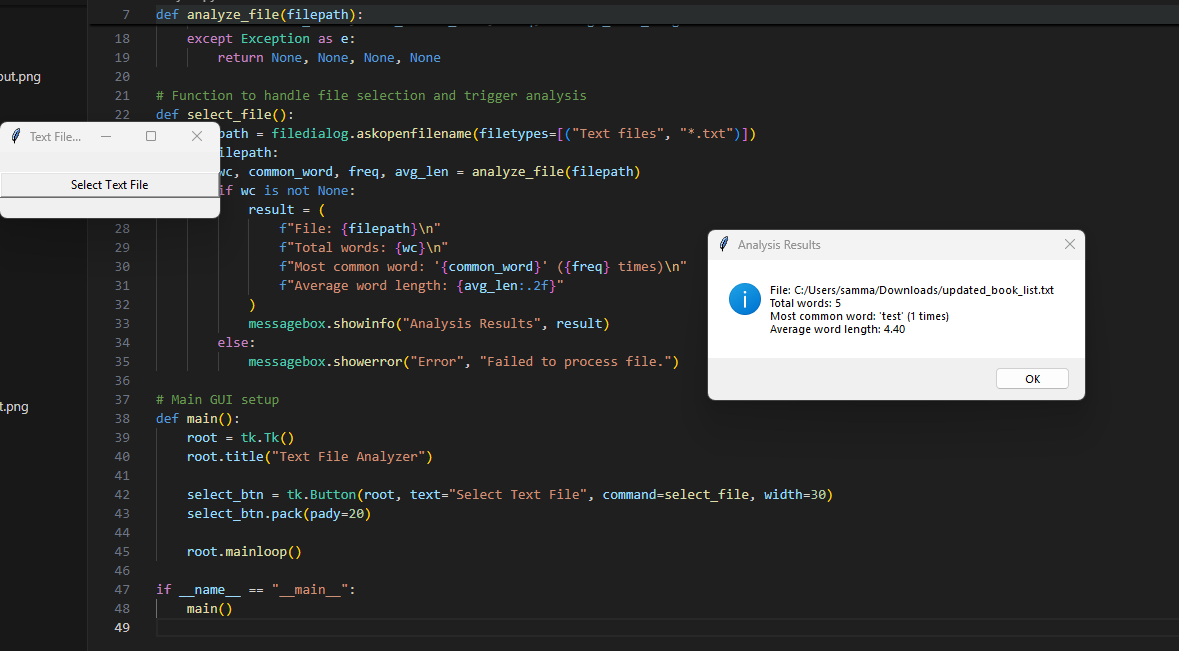 7 def analyze_file(filepath):
18 except Exception as e:
19 return None, None, None, None
20
out.png
21 # Function to handle file selection and trigger analysis
22 def select_file():
path = filedialog.askopenfilename(filetypes=[("Text files", "*.txt")])
filepath:
wc, common_word, freq, avg_len = analyze_file(filepath)
if wc is not None:
result = (
28 f"File: {filepath}\n"
29 f"Total words: {wc}\n"
30 f"Most common word: '{common_word}' ({freq} times)\n"
31 f"Average word length: {avg_len:.2f}"
32 )
33 messagebox.showinfo("Analysis Results", result)
34 else:
35 messagebox.showerror("Error", "Failed to process file.")
36
37 # Main GUI setup
t.png
38 def main():
39 root = tk.Tk()
40 root.title("Text File Analyzer")
41
42 select_btn = tk.Button(root, text="Select Text File", command=select_file, width=30)
43 select_btn.pack(pady=20)
44
45 root.mainloop()
46
47 if __name__ == "__main__":
48 main()
49
Text File...
Select Text File
Analysis Results
File: C:/Users/samma/Downloads/updated_book_list.txt
Total words: 5
Most common word: 'test' (1 times)
Average word length: 4.40
OK